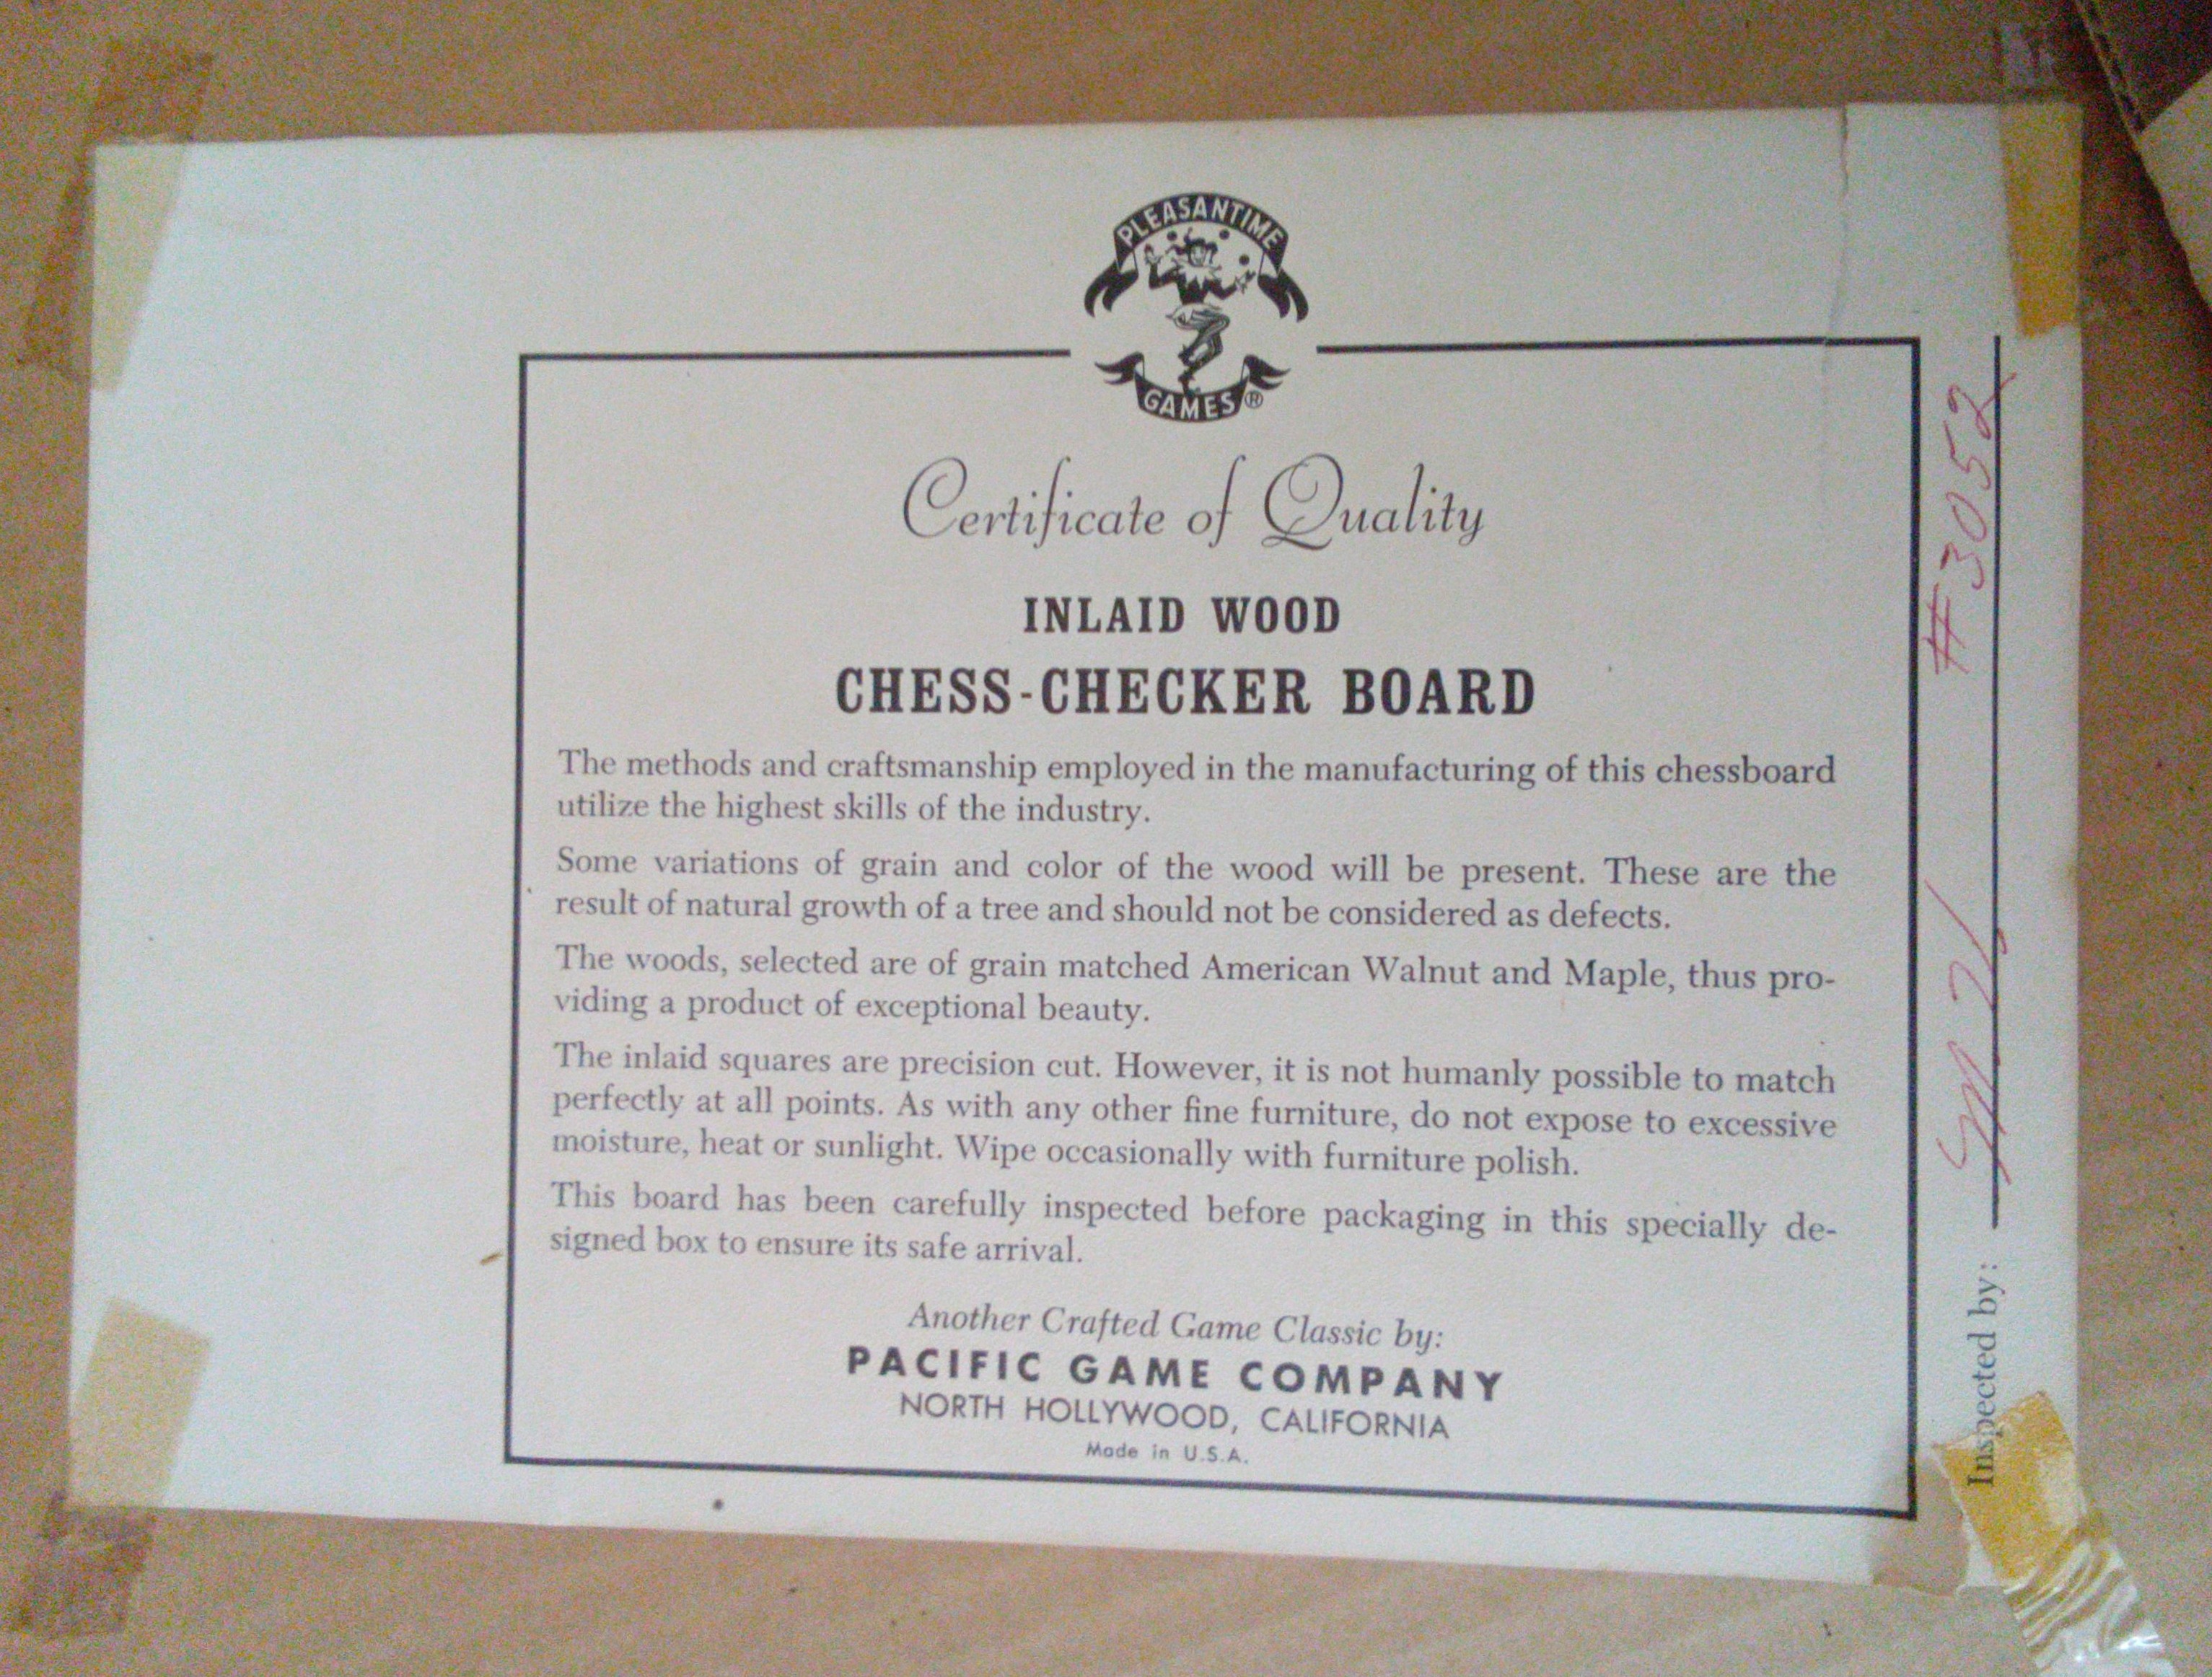 PLEASANTIME
GAMES®
Certificate of Quality
INLAID WOOD
CHESS-CHECKER BOARD
The methods and craftsmanship employed in the manufacturing of this chessboard
utilize the highest skills of the industry.
Some variations of grain and color of the wood will be present. These are the
result of natural growth of a tree and should not be considered as defects.
The woods, selected are of grain matched American Walnut and Maple, thus pro-
viding a product of exceptional beauty.
The inlaid squares are precision cut. However, it is not humanly possible to match
perfectly at all points. As with any other fine furniture, do not expose to excessive
moisture, heat or sunlight. Wipe occasionally with furniture polish.
This board has been carefully inspected before packaging in this specially de-
signed box to ensure its safe arrival.
Another Crafted Game Classic by:
PACIFIC GAME COMPANY
NORTH HOLLYWOOD, CALIFORNIA
Made in U.S.A.
Inspected by: #3052